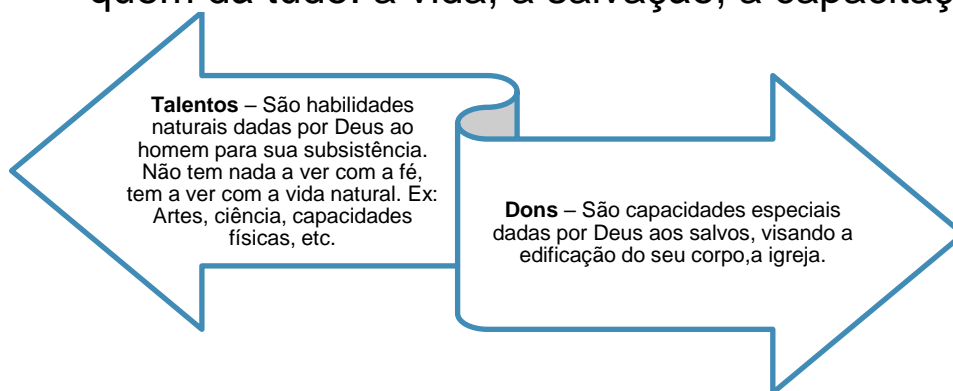 quem dá tudo: a vida, a salvação, a
Talentos – São habilidades
naturais dadas por Deus ao
homem para sua subsistência.
Não tem nada a ver com a fé,
tem a ver com a vida natural. Ex:
Artes, ciência, capacidades
físicas, etc.
Dons – São capacidades especiais
dadas por Deus aos salvos, visando a
edificação do seu corpo,a igreja.